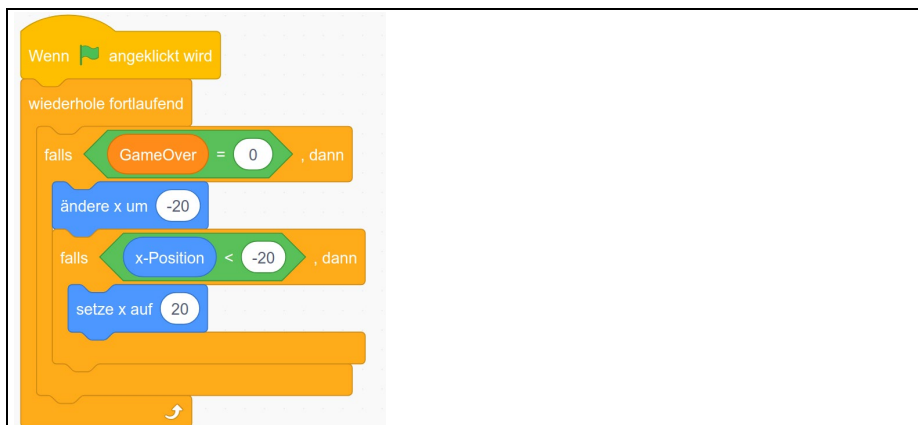 Wenn angeklickt wird
wiederhole fortlaufend
falls GameOver = 0 , dann
ändere x um -20
falls x-Position < -20 , dann
setze x auf 20